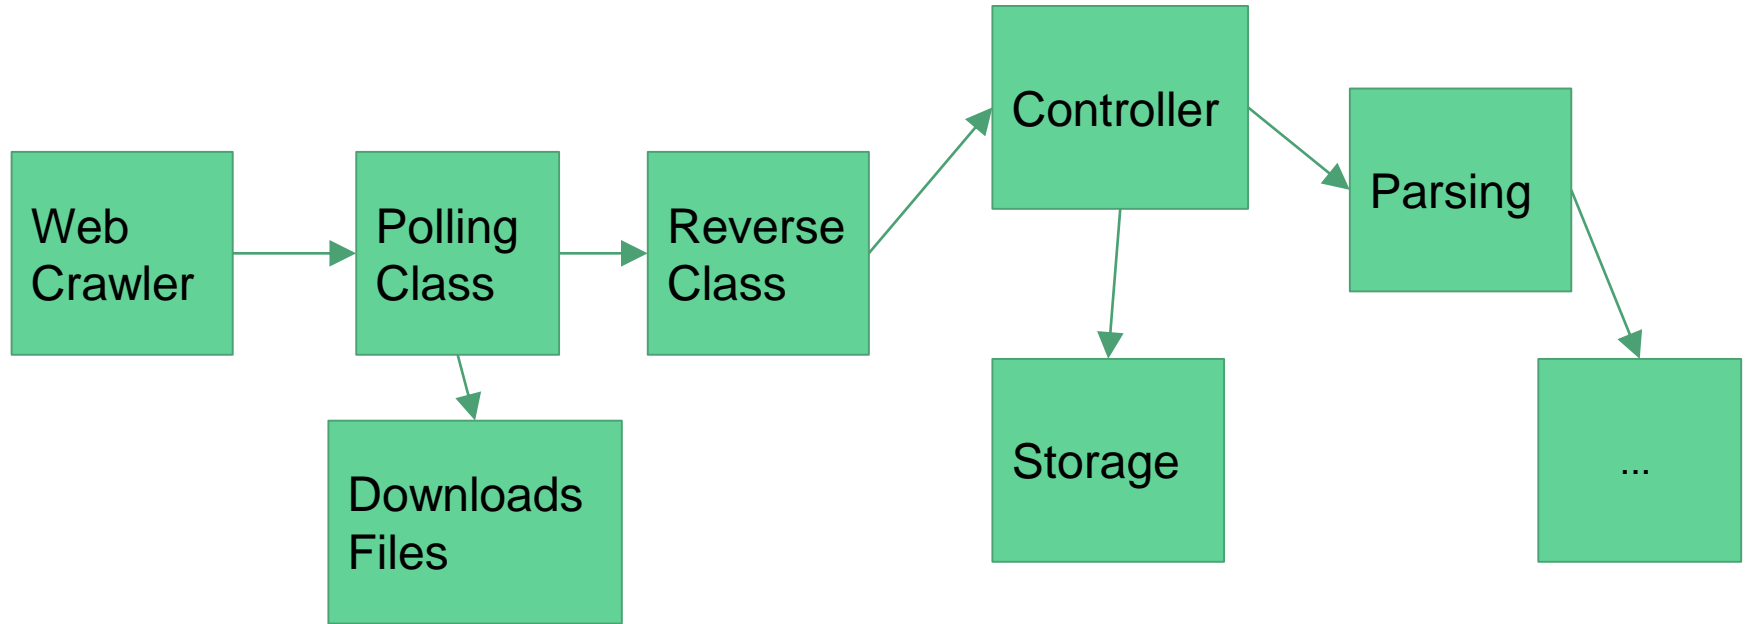 Web
Crawler
Polling
Class
Downloads
Files
Reverse
Class
Controller
Storage
Parsing
...